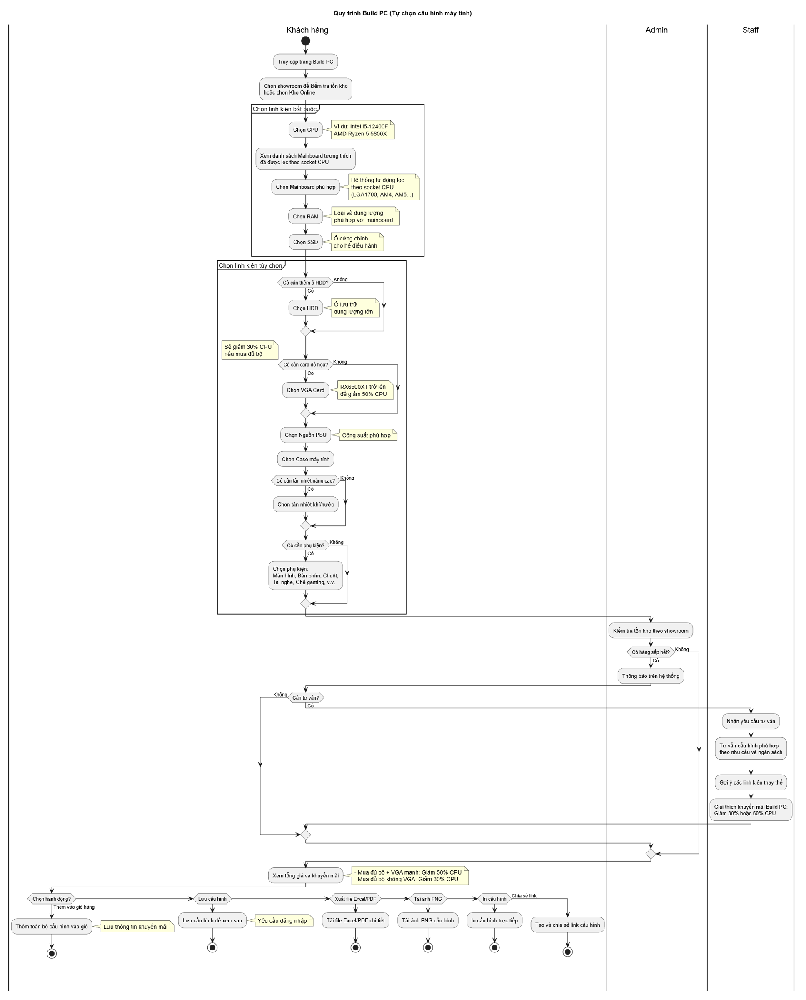 Quy trình Build PC (Tự chọn cấu hình máy tính)
Khách hàng
Admin
Staff
Truy cập trang Build PC
Chọn showroom để kiểm tra tồn kho
hoặc chọn Kho Online
Chọn linh kiện bắt buộc
Chọn CPU
Ví dụ: Intel i5-12400F
AMD Ryzen 5 5600X
Xem danh sách Mainboard tương thích
đã được lọc theo socket CPU
Chọn Mainboard phù hợp
Hệ thống tự động lọc
theo socket CPU
(LGA1700, AM4, AM5...)
Chọn RAM
Loại và dung lượng
phù hợp với mainboard
Chọn SSD
Ổ cứng chính
cho hệ điều hành
Chọn linh kiện tùy chọn
Có cần thêm ổ HDD?
Không
Có
Chọn HDD
Ổ lưu trữ
dung lượng lớn
Sẽ giảm 30% CPU
nếu mua đủ bộ
Có cần card đồ họa?
Không
Có
Chọn VGA Card
RX6500XT trở lên
để giảm 50% CPU
Chọn Nguồn PSU
Công suất phù hợp
Chọn Case máy tính
Có cần tản nhiệt nâng cao?
Không
Có
Chọn tản nhiệt khí/nước
Có cần phụ kiện?
Không
Có
Chọn phụ kiện:
Màn hình, Bàn phím, Chuột,
Tai nghe, Ghế gaming, v.v.
Kiểm tra tồn kho theo showroom
Có hàng sắp hết?
Không
Có
Thông báo trên hệ thống
Không
Cần tư vấn?
Có
Nhận yêu cầu tư vấn
Tư vấn cấu hình phù hợp
theo nhu cầu và ngân sách
Gợi ý các linh kiện thay thế
Giải thích khuyến mãi Build PC:
Giảm 30% hoặc 50% CPU
Xem tổng giá và khuyến mãi
- Mua đủ bộ + VGA mạnh: Giảm 50% CPU
- Mua đủ bộ không VGA: Giảm 30% CPU
Chọn hành động?
Thêm vào giỏ hàng
Lưu cấu hình
Xuất file Excel/PDF
Tải ảnh PNG
In cấu hình
Chia sẻ link
Thêm toàn bộ cấu hình vào giỏ
Lưu thông tin khuyến mãi
Lưu cấu hình để xem sau
Yêu cầu đăng nhập
Tải file Excel/PDF chi tiết
Tải ảnh PNG cấu hình
In cấu hình trực tiếp
Tạo và chia sẻ link cấu hình